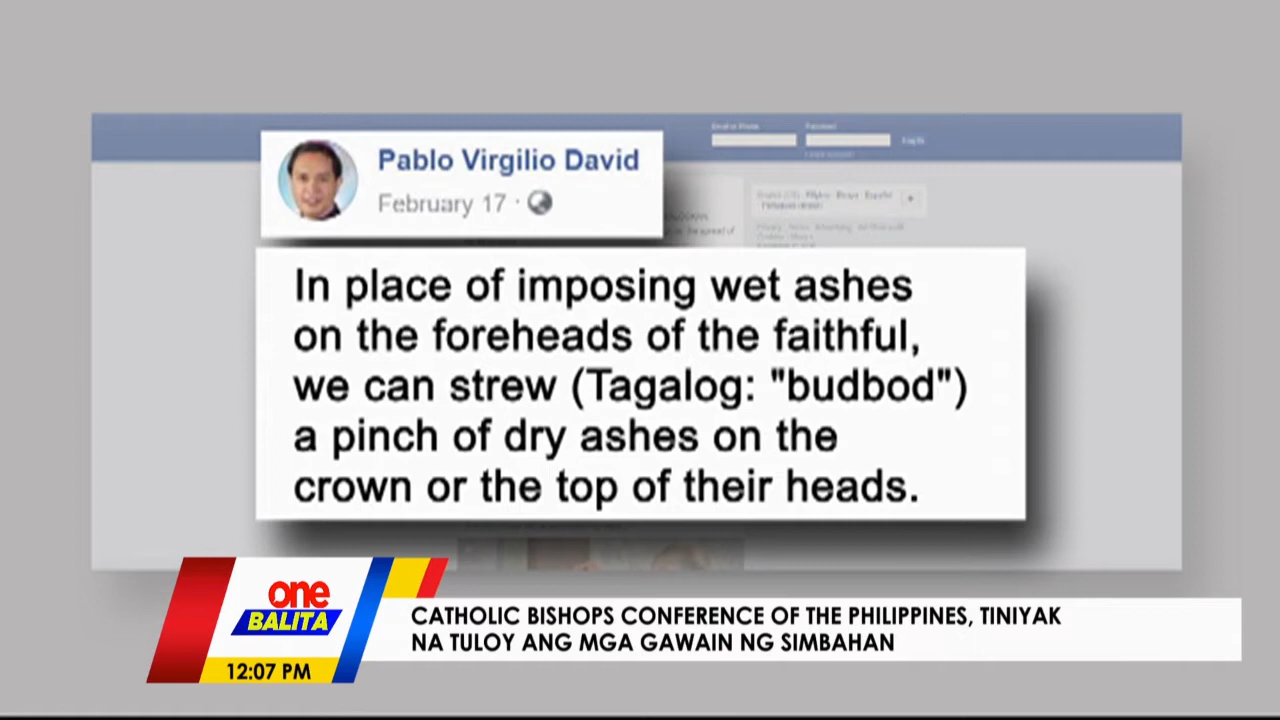 Pablo Virgilio David
February 17 ·
In place of imposing wet ashes
on the foreheads of the faithful,
we can strew (Tagalog: "budbod")
a pinch of dry ashes on the
crown or the top of their heads.
one
BALITA
12:07 PM
CATHOLIC BISHOPS CONFERENCE OF THE PHILIPPINES, TINIYAK
NA TULOY ANG MGA GAWAIN NG SIMBAHAN